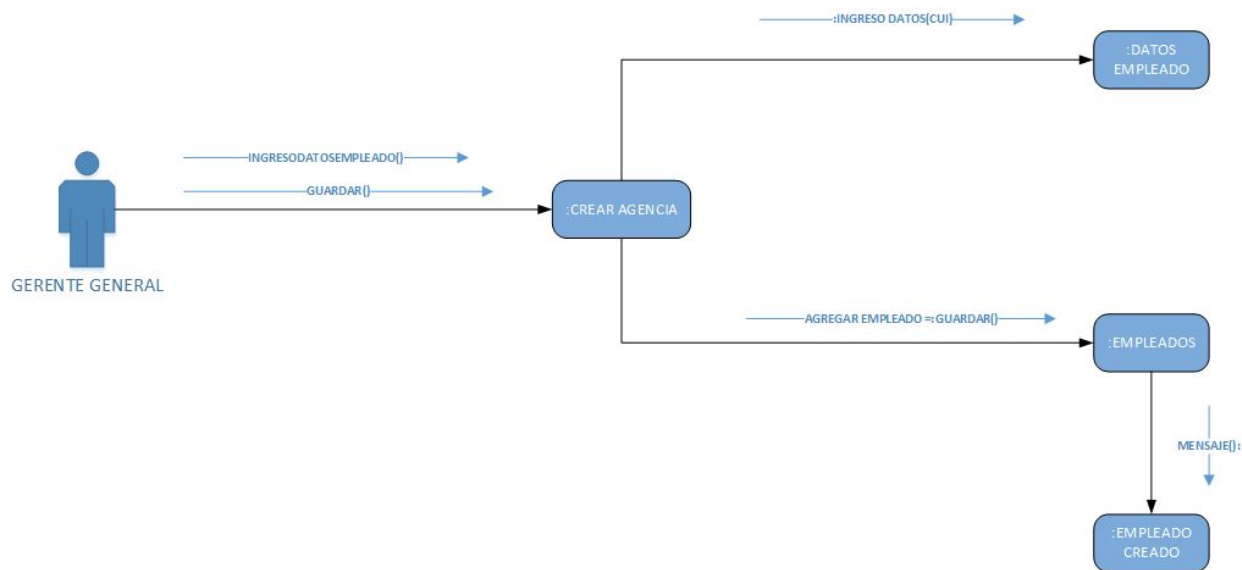 :INGRESO DATOS(CUI)
:DATOS
EMPLEADO
INGRESODATOSEMPLEADO()
GUARDAR()
:CREAR AGENCIA
GERENTE GENERAL
AGREGAR EMPLEADO =:GUARDAR()
:EMPLEADOS
MENSAJE():
:EMPLEADO
CREADO